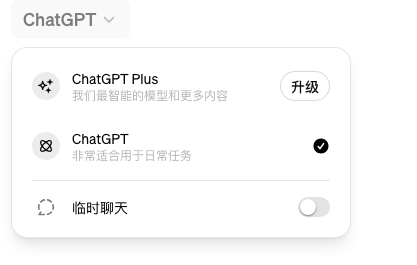 ChatGPT
ChatGPT Plus
升级
我们最智能的模型和更多内容
ChatGPT
非常适合用于日常任务
临时聊天